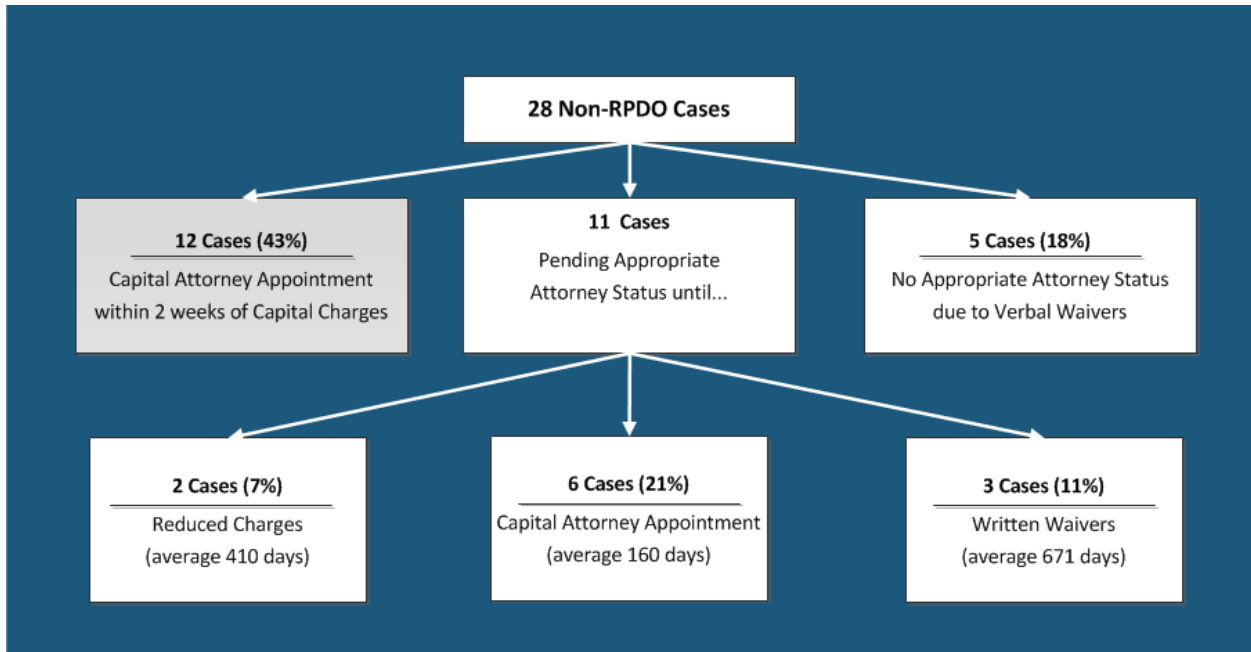 28 Non-RPDO Cases
12 Cases (43%)
Capital Attorney Appointment
within 2 weeks of Capital Charges
11 Cases
Pending Appropriate
Attorney Status until...
5 Cases (18%)
No Appropriate Attorney Status
due to Verbal Waivers
2 Cases (7%)
Reduced Charges
(average 410 days)
6 Cases (21%)
Capital Attorney Appointment
(average 160 days)
3 Cases (11%)
Written Waivers
(average 671 days)